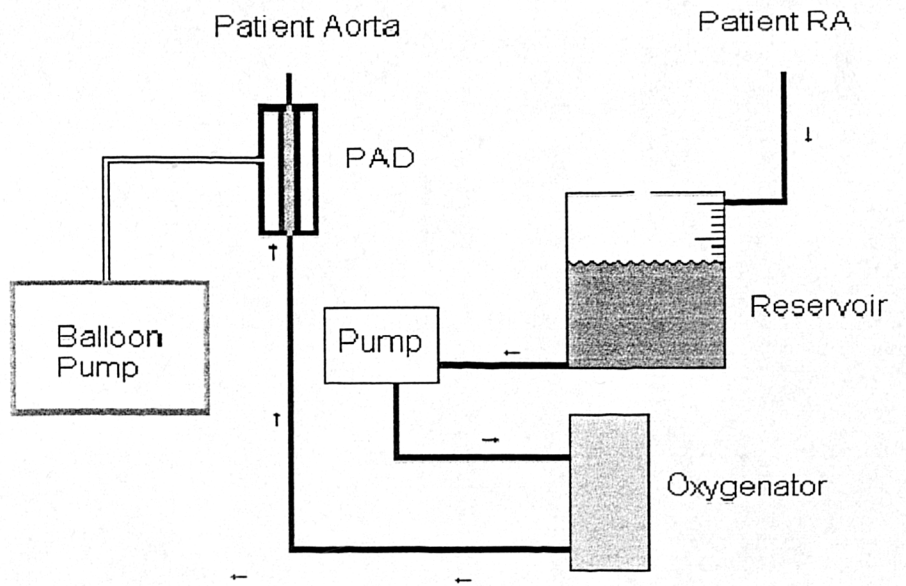 Patient Aorta
Patient RA
PAD
Balloon
Pump
Pump
Reservoir
Oxygenator